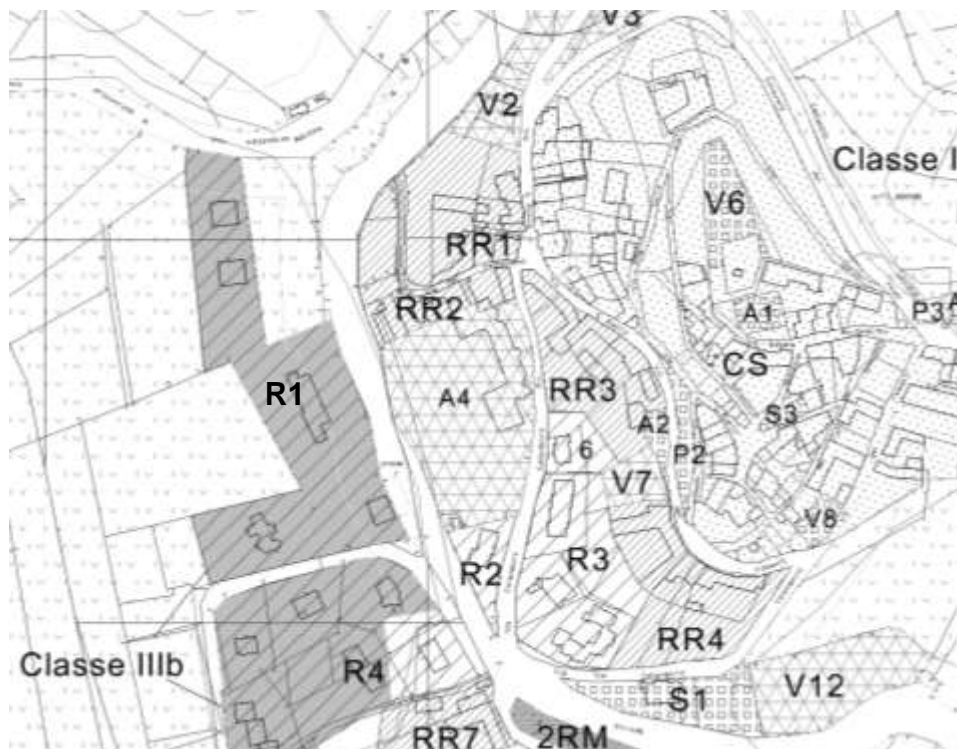 V3
V2
Classe I
V6
RR1
RR2
A1
P3
A
CS
R1
RR3
A4
S3
A2
6
P2
V7
V8
R2
R3
RR4
Classe IIIb
R4
S1
V12
RR7
2RM